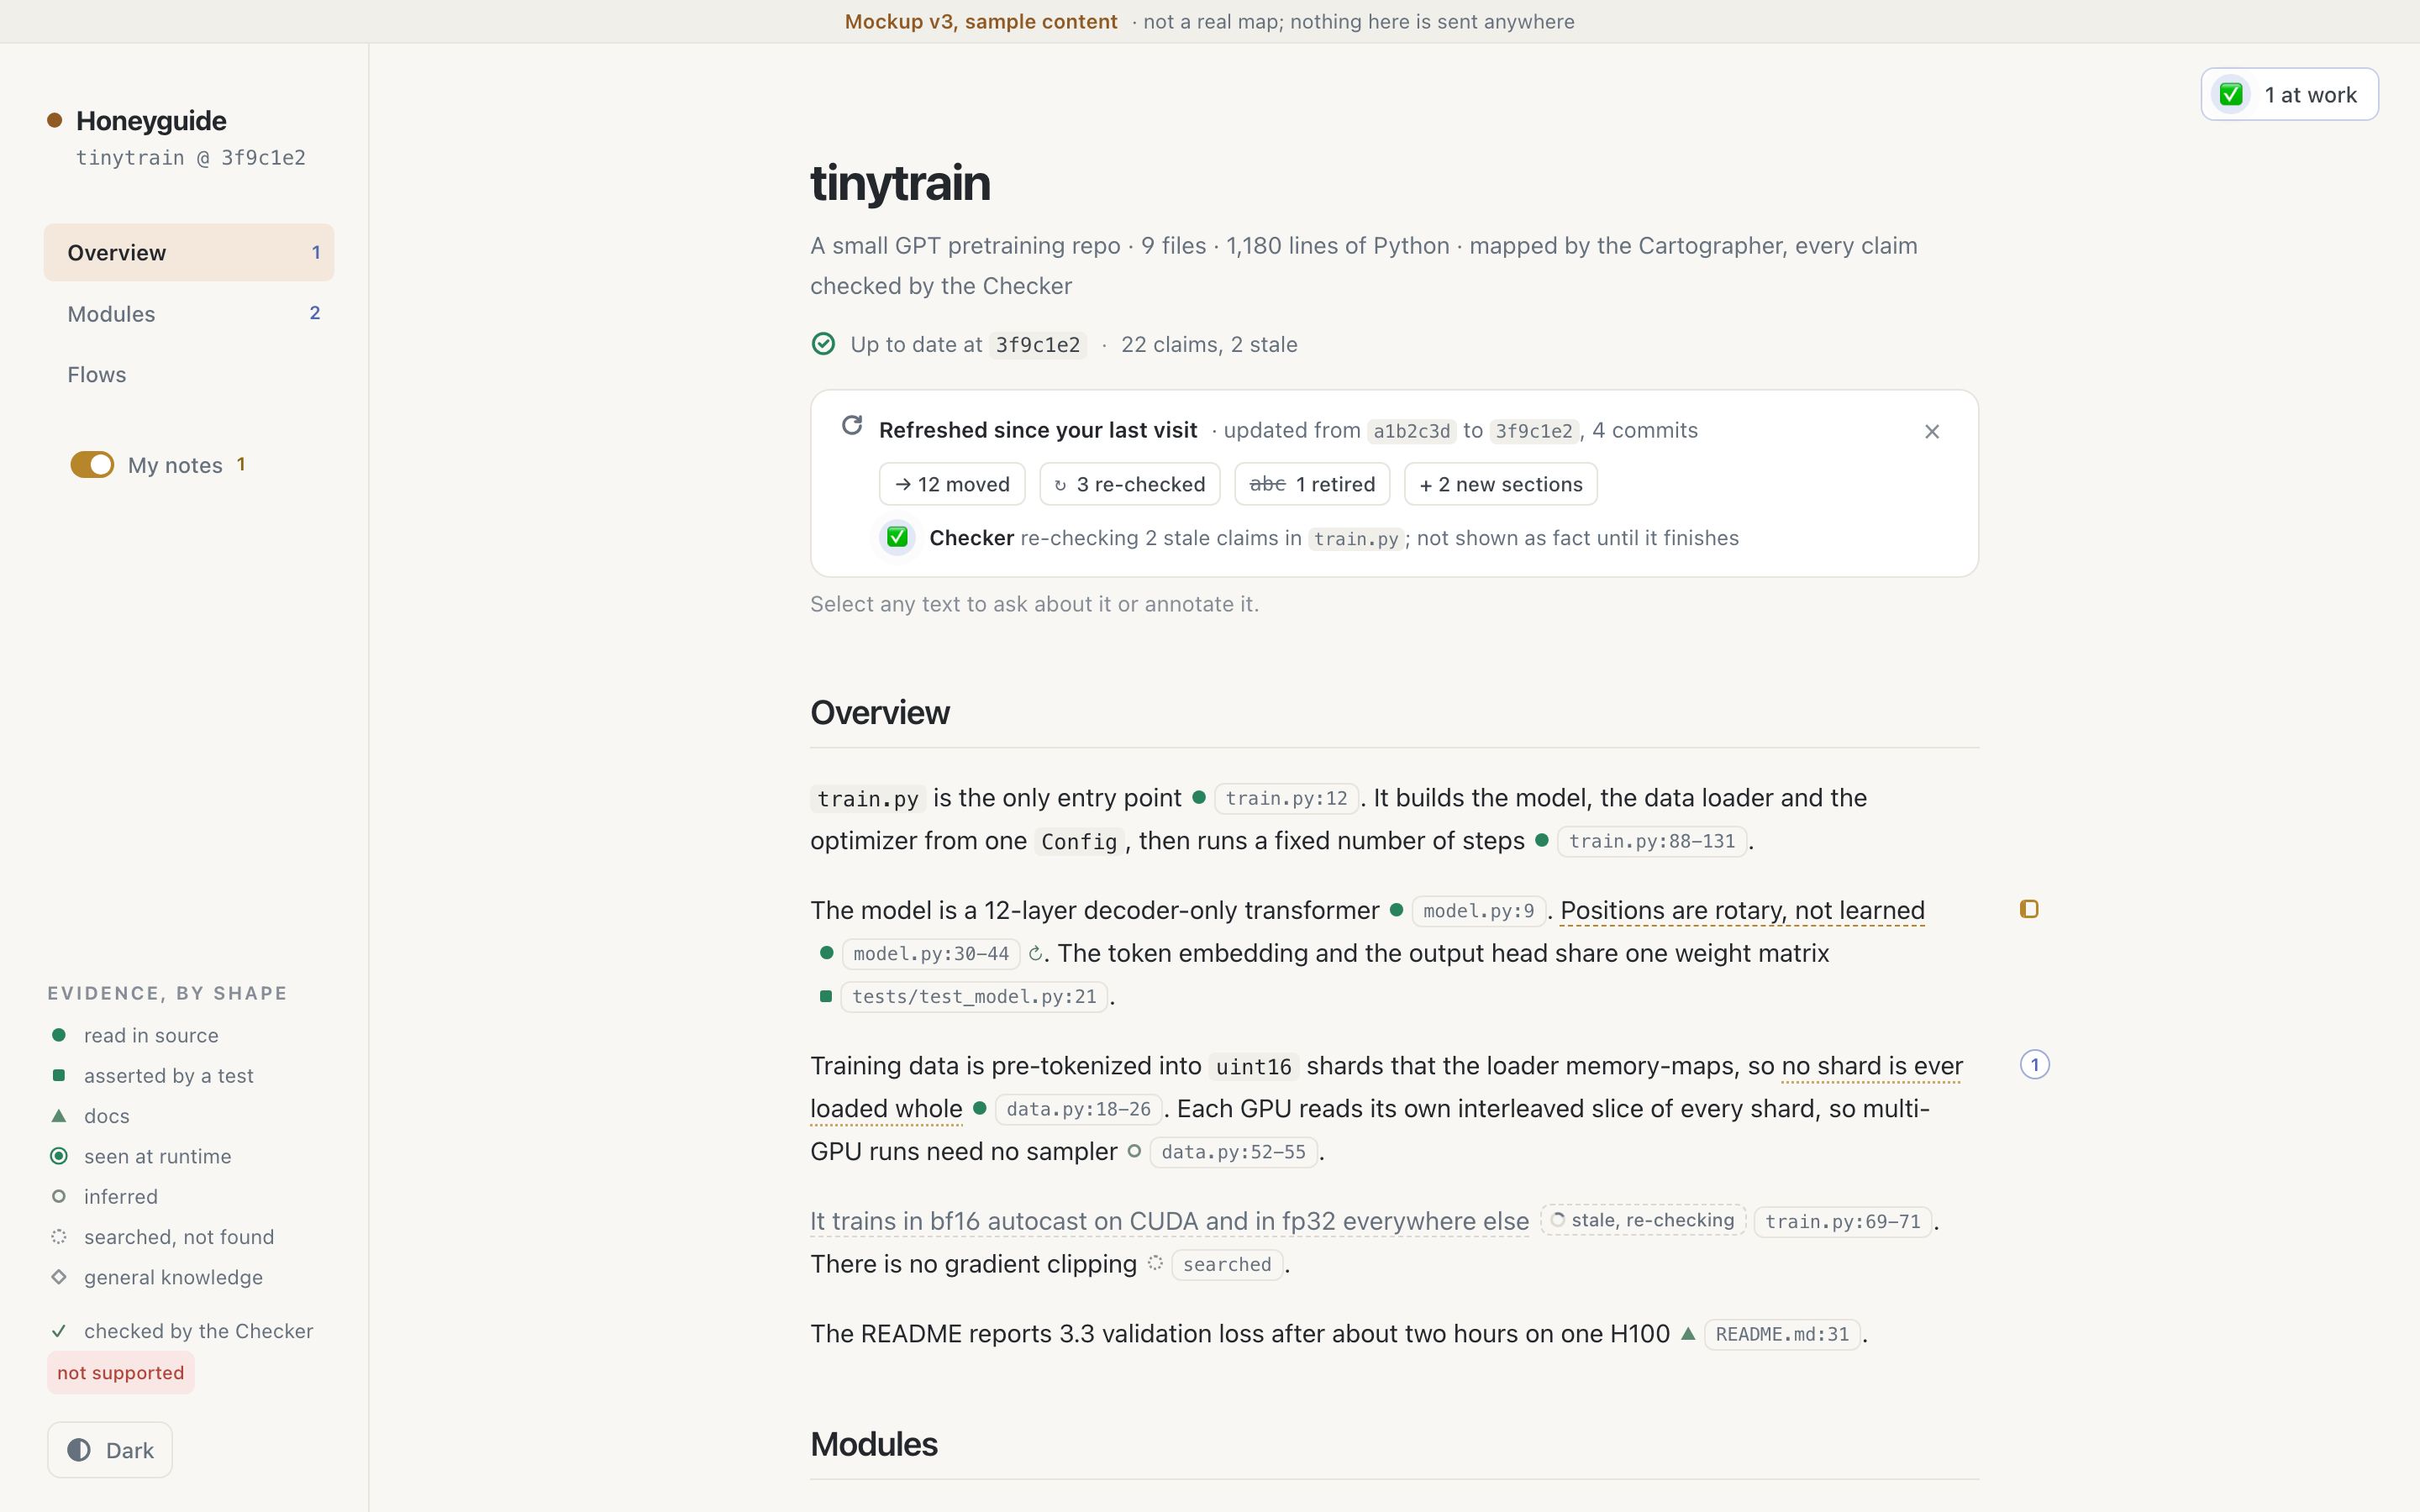 Mockup v3, sample content · not a real map; nothing here is sent anywhere
Honeyguide
tinytrain @ 3f9c1e2
Overview 1
Modules 2
Flows
My notes 1
EVIDENCE, BY SHAPE
read in source
asserted by a test
docs
seen at runtime
inferred
searched, not found
general knowledge
checked by the Checker
not supported
Dark
1 at work
tinytrain
A small GPT pretraining repo · 9 files · 1,180 lines of Python · mapped by the Cartographer, every claim
checked by the Checker
Up to date at 3f9c1e2 · 22 claims, 2 stale
Refreshed since your last visit · updated from a1b2c3d to 3f9c1e2, 4 commits
→ 12 moved ↻ 3 re-checked abc 1 retired + 2 new sections
Checker re-checking 2 stale claims in train.py; not shown as fact until it finishes
Select any text to ask about it or annotate it.
Overview
train.py is the only entry point train.py:12. It builds the model, the data loader and the
optimizer from one Config, then runs a fixed number of steps train.py:88–131.
The model is a 12-layer decoder-only transformer model.py:9. Positions are rotary, not learned
model.py:30–44 ↻. The token embedding and the output head share one weight matrix
tests/test_model.py:21.
Training data is pre-tokenized into uint16 shards that the loader memory-maps, so no shard is ever
1
loaded whole data.py:18–26. Each GPU reads its own interleaved slice of every shard, so multi-
GPU runs need no sampler data.py:52–55.
It trains in bf16 autocast on CUDA and in fp32 everywhere else stale, re-checking train.py:69–71.
There is no gradient clipping searched.
The README reports 3.3 validation loss after about two hours on one H100 README.md:31.
Modules